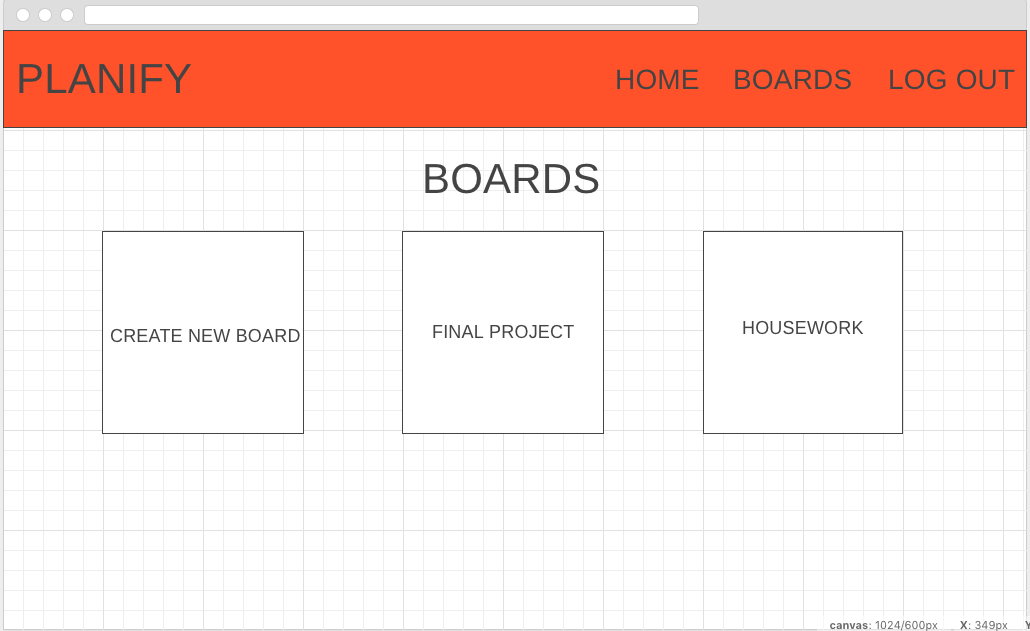 PLANIFY HOME BOARDS LOG OUT
BOARDS
CREATE NEW BOARD
FINAL PROJECT
HOUSEWORK
canvas: 1024/600px X: 349px Y